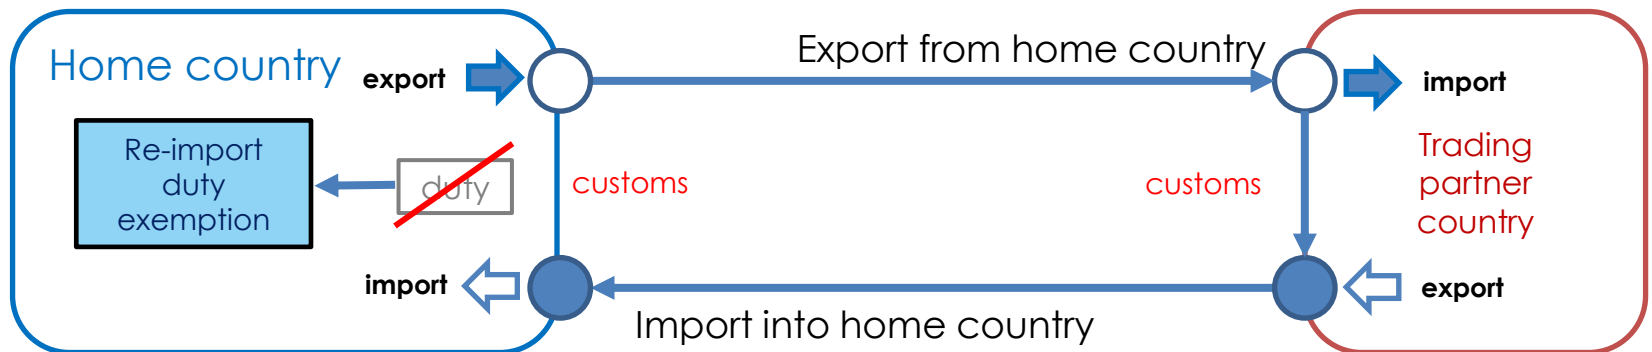 Home country
export
Export from home country
import
Re-import
duty
exemption
duty
customs
customs
Trading
partner
country
import
Import into home country
export